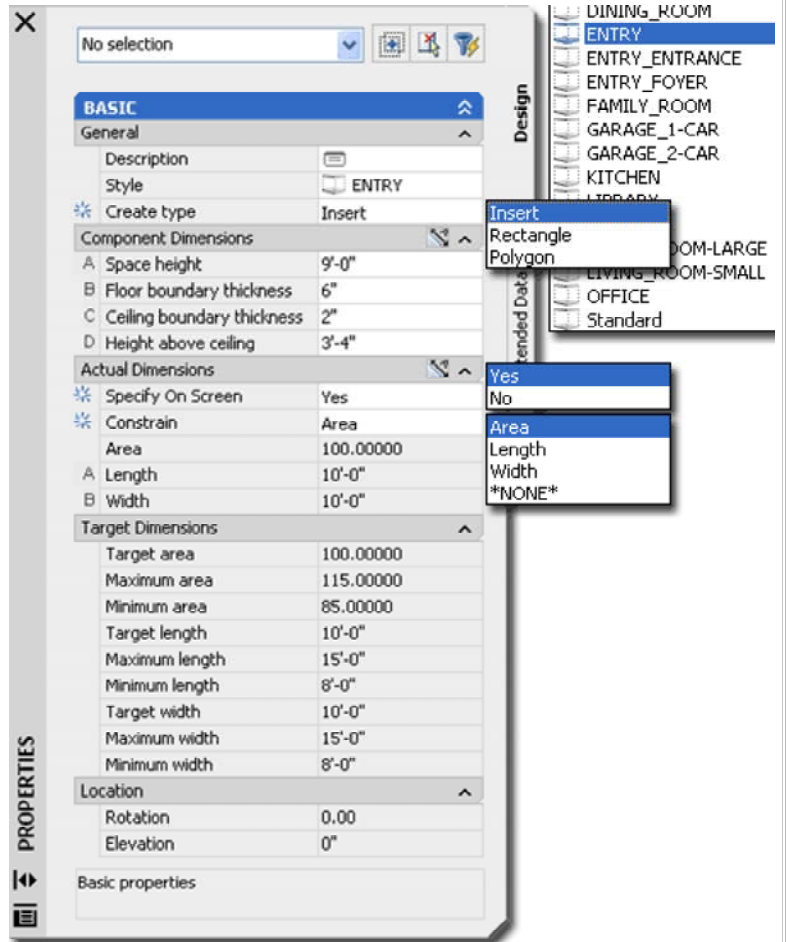 No selection
BASIC
General
Description
Style ENTRY
Create type Insert
Component Dimensions
A Space height 9'-0"
B Floor boundary thickness 6"
C Ceiling boundary thickness 2"
D Height above ceiling 3'-4"
Actual Dimensions
Specify On Screen Yes
Constrain Area
Area 100.00000
A Length 10'-0"
B Width 10'-0"
Target Dimensions
Target area 100.00000
Maximum area 115.00000
Minimum area 85.00000
Target length 10'-0"
Maximum length 15'-0"
Minimum length 8'-0"
Target width 10'-0"
Maximum width 15'-0"
Minimum width 8'-0"
Location
Rotation 0.00
Elevation 0"
Basic properties
PROPERTIES
Design
Data
DINING_ROOM
ENTRY
ENTRY_ENTRANCE
ENTRY_FOYER
FAMILY_ROOM
GARAGE_1-CAR
GARAGE_2-CAR
KITCHEN
LIBRARY
Insert
Rectangle
Polygon
OOM-LARGE
LIVING_ROOM-SMALL
OFFICE
Standard
Yes
No
Area
Length
Width
*NONE*